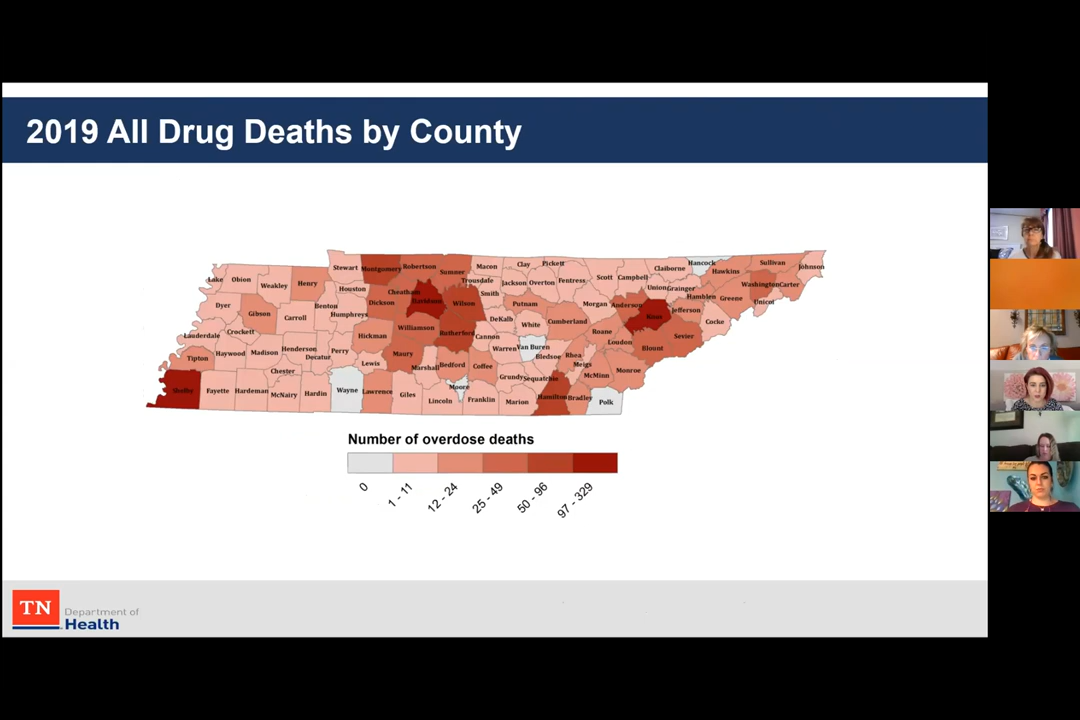 2019 All Drug Deaths by County
Stewart Montgomery Robertson Sumner Macon Clay Pickett Claiborne Hancock Hawkins Sullivan Johnson
Lake Obion Weakley Henry Houston Trousdale Jackson Overton Fentress Scott Campbell Union Grainger Washington Carter
Dyer Gibson Carroll Benton Humphreys Dickson Cheatham Davidson Wilson Smith Putnam Morgan Anderson Knox Jefferson Hamblen Greene Unicoi
Lauderdale Crockett Hickman Williamson Rutherford Cannon DeKalb White Cumberland Roane Loudon Blount Sevier Cocke
Tipton Haywood Madison Henderson Decatur Perry Lewis Maury Marshall Bedford Coffee Warren Van Buren Bledsoe Rhea Meigs McMinn Monroe
Shelby Fayette Hardeman Chester McNairy Hardin Wayne Lawrence Giles Lincoln Moore Franklin Grundy Sequatchie Marion Hamilton Bradley Polk
Number of overdose deaths
0
1 - 11
12 - 24
25 - 49
50 - 96
97 - 329
TN
Department of
Health